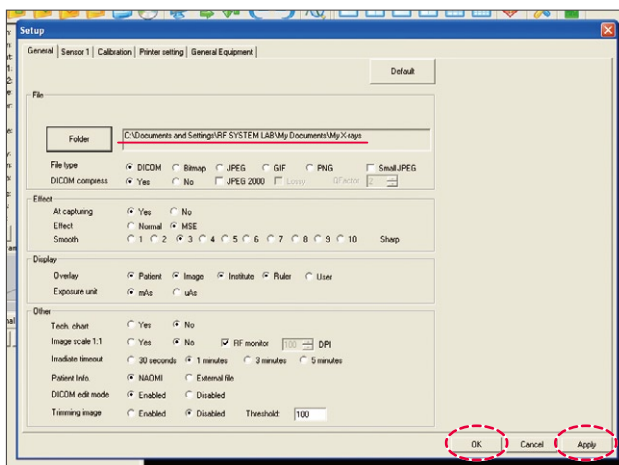 Setup
General Sensor 1 Calibration Printer setting General Equipment
Default
File
Folder C:\Documents and Settings\RF SYSTEM LAB\My Documents\My X-rays
File type DICOM Bitmap JPEG GIF PNG Small JPEG
DICOM compress Yes No JPEG 2000 Lossy QFactor 2
Effect
At capturing Yes No
Effect Normal MSE
Smooth 1 2 3 4 5 6 7 8 9 10 Sharp
Display
Overlay Patient Image Institute Ruler User
Exposure unit mAs uAs
Other
Tech. chart Yes No
Image scale 1:1 Yes No RF monitor 100 DPI
Irradiate timeout 30 seconds 1 minutes 3 minutes 5 minutes
Patient Info. NAOMI External file
DICOM edit mode Enabled Disabled
Trimming image Enabled Disabled Threshold: 100
OK Cancel Apply